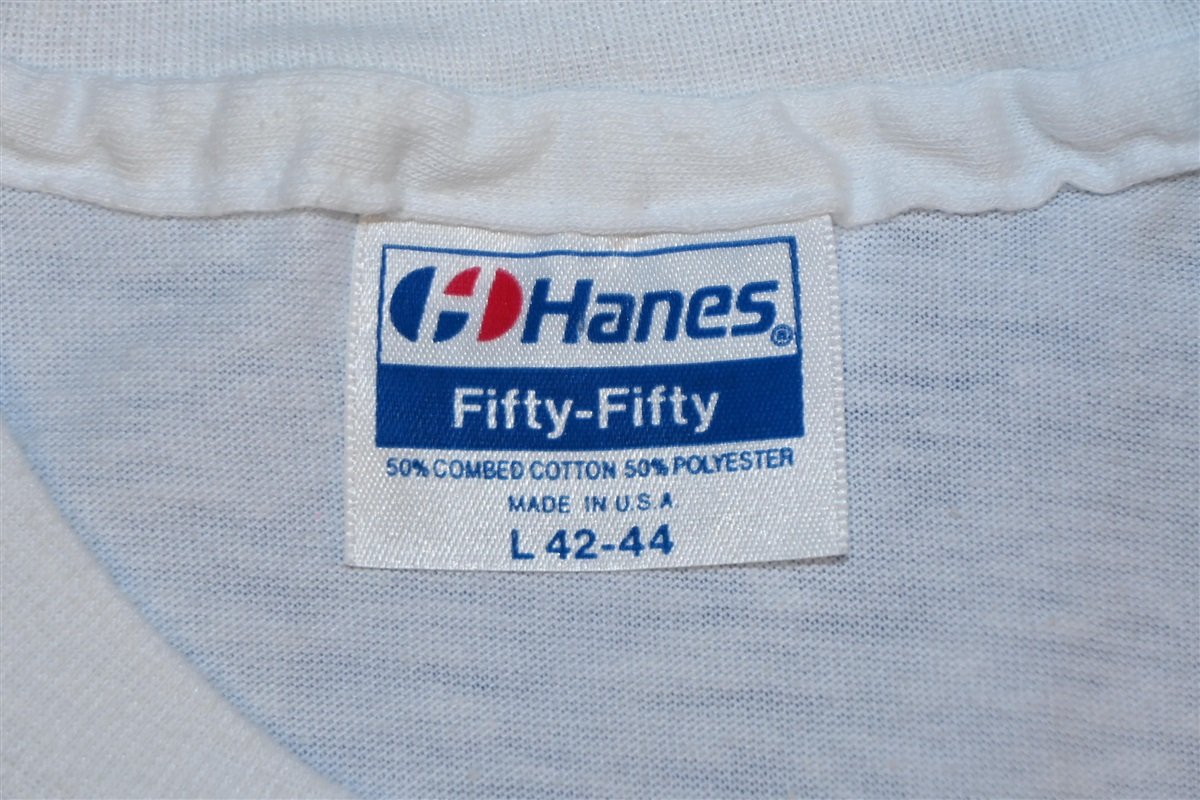 Hanes®
Fifty-Fifty
50% COMBED COTTON 50% POLYESTER
MADE IN U.S.A.
L 42-44